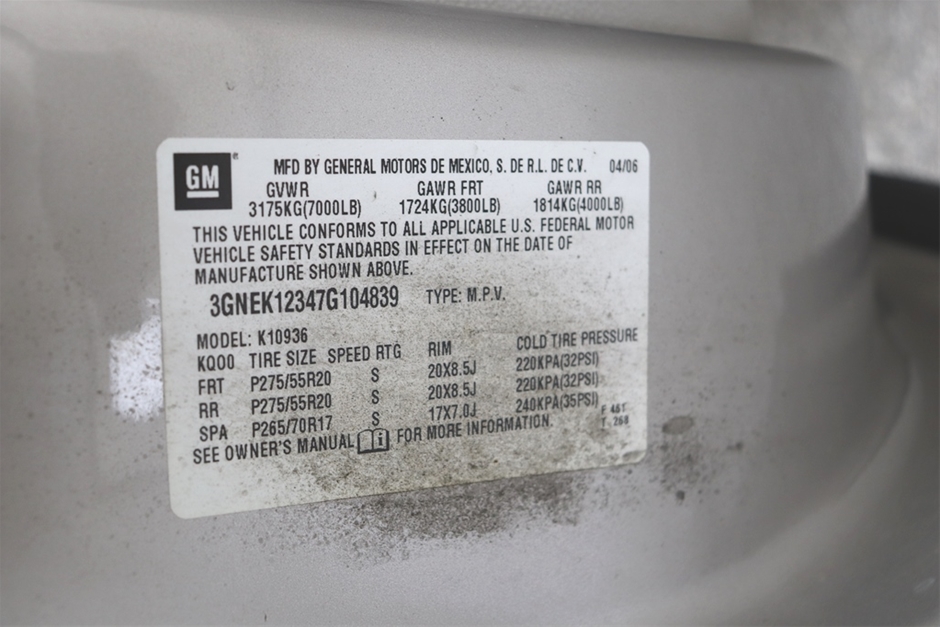 GM
MFD BY GENERAL MOTORS DE MEXICO, S. DE R.L. DE C.V. 04/06
GVWR GAWR FRT GAWR RR
3175KG(7000LB) 1724KG(3800LB) 1814KG(4000LB)
THIS VEHICLE CONFORMS TO ALL APPLICABLE U.S. FEDERAL MOTOR
VEHICLE SAFETY STANDARDS IN EFFECT ON THE DATE OF
MANUFACTURE SHOWN ABOVE.
3GNEK12347G104839 TYPE: M.P.V.
MODEL: K10936
KQ00 TIRE SIZE SPEED RTG RIM COLD TIRE PRESSURE
FRT P275/55R20 S 20X8.5J 220KPA(32PSI)
RR P275/55R20 S 20X8.5J 220KPA(32PSI)
SPA P265/70R17 S 17X7.0J 240KPA(35PSI)
SEE OWNER'S MANUAL i FOR MORE INFORMATION.
F 481
T 268